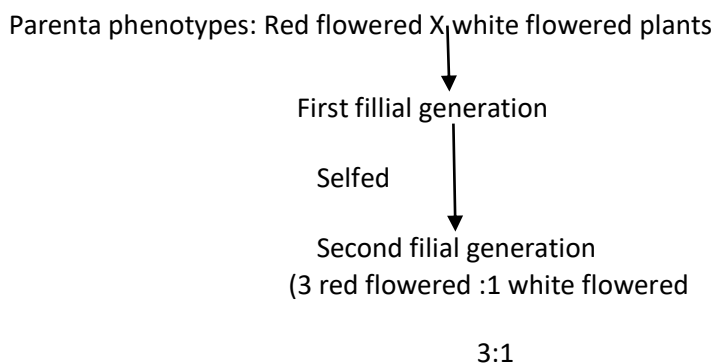 Parenta phenotypes: Red flowered X white flowered plants
First fillial generation
Selfed
Second filial generation
(3 red flowered :1 white flowered
3:1